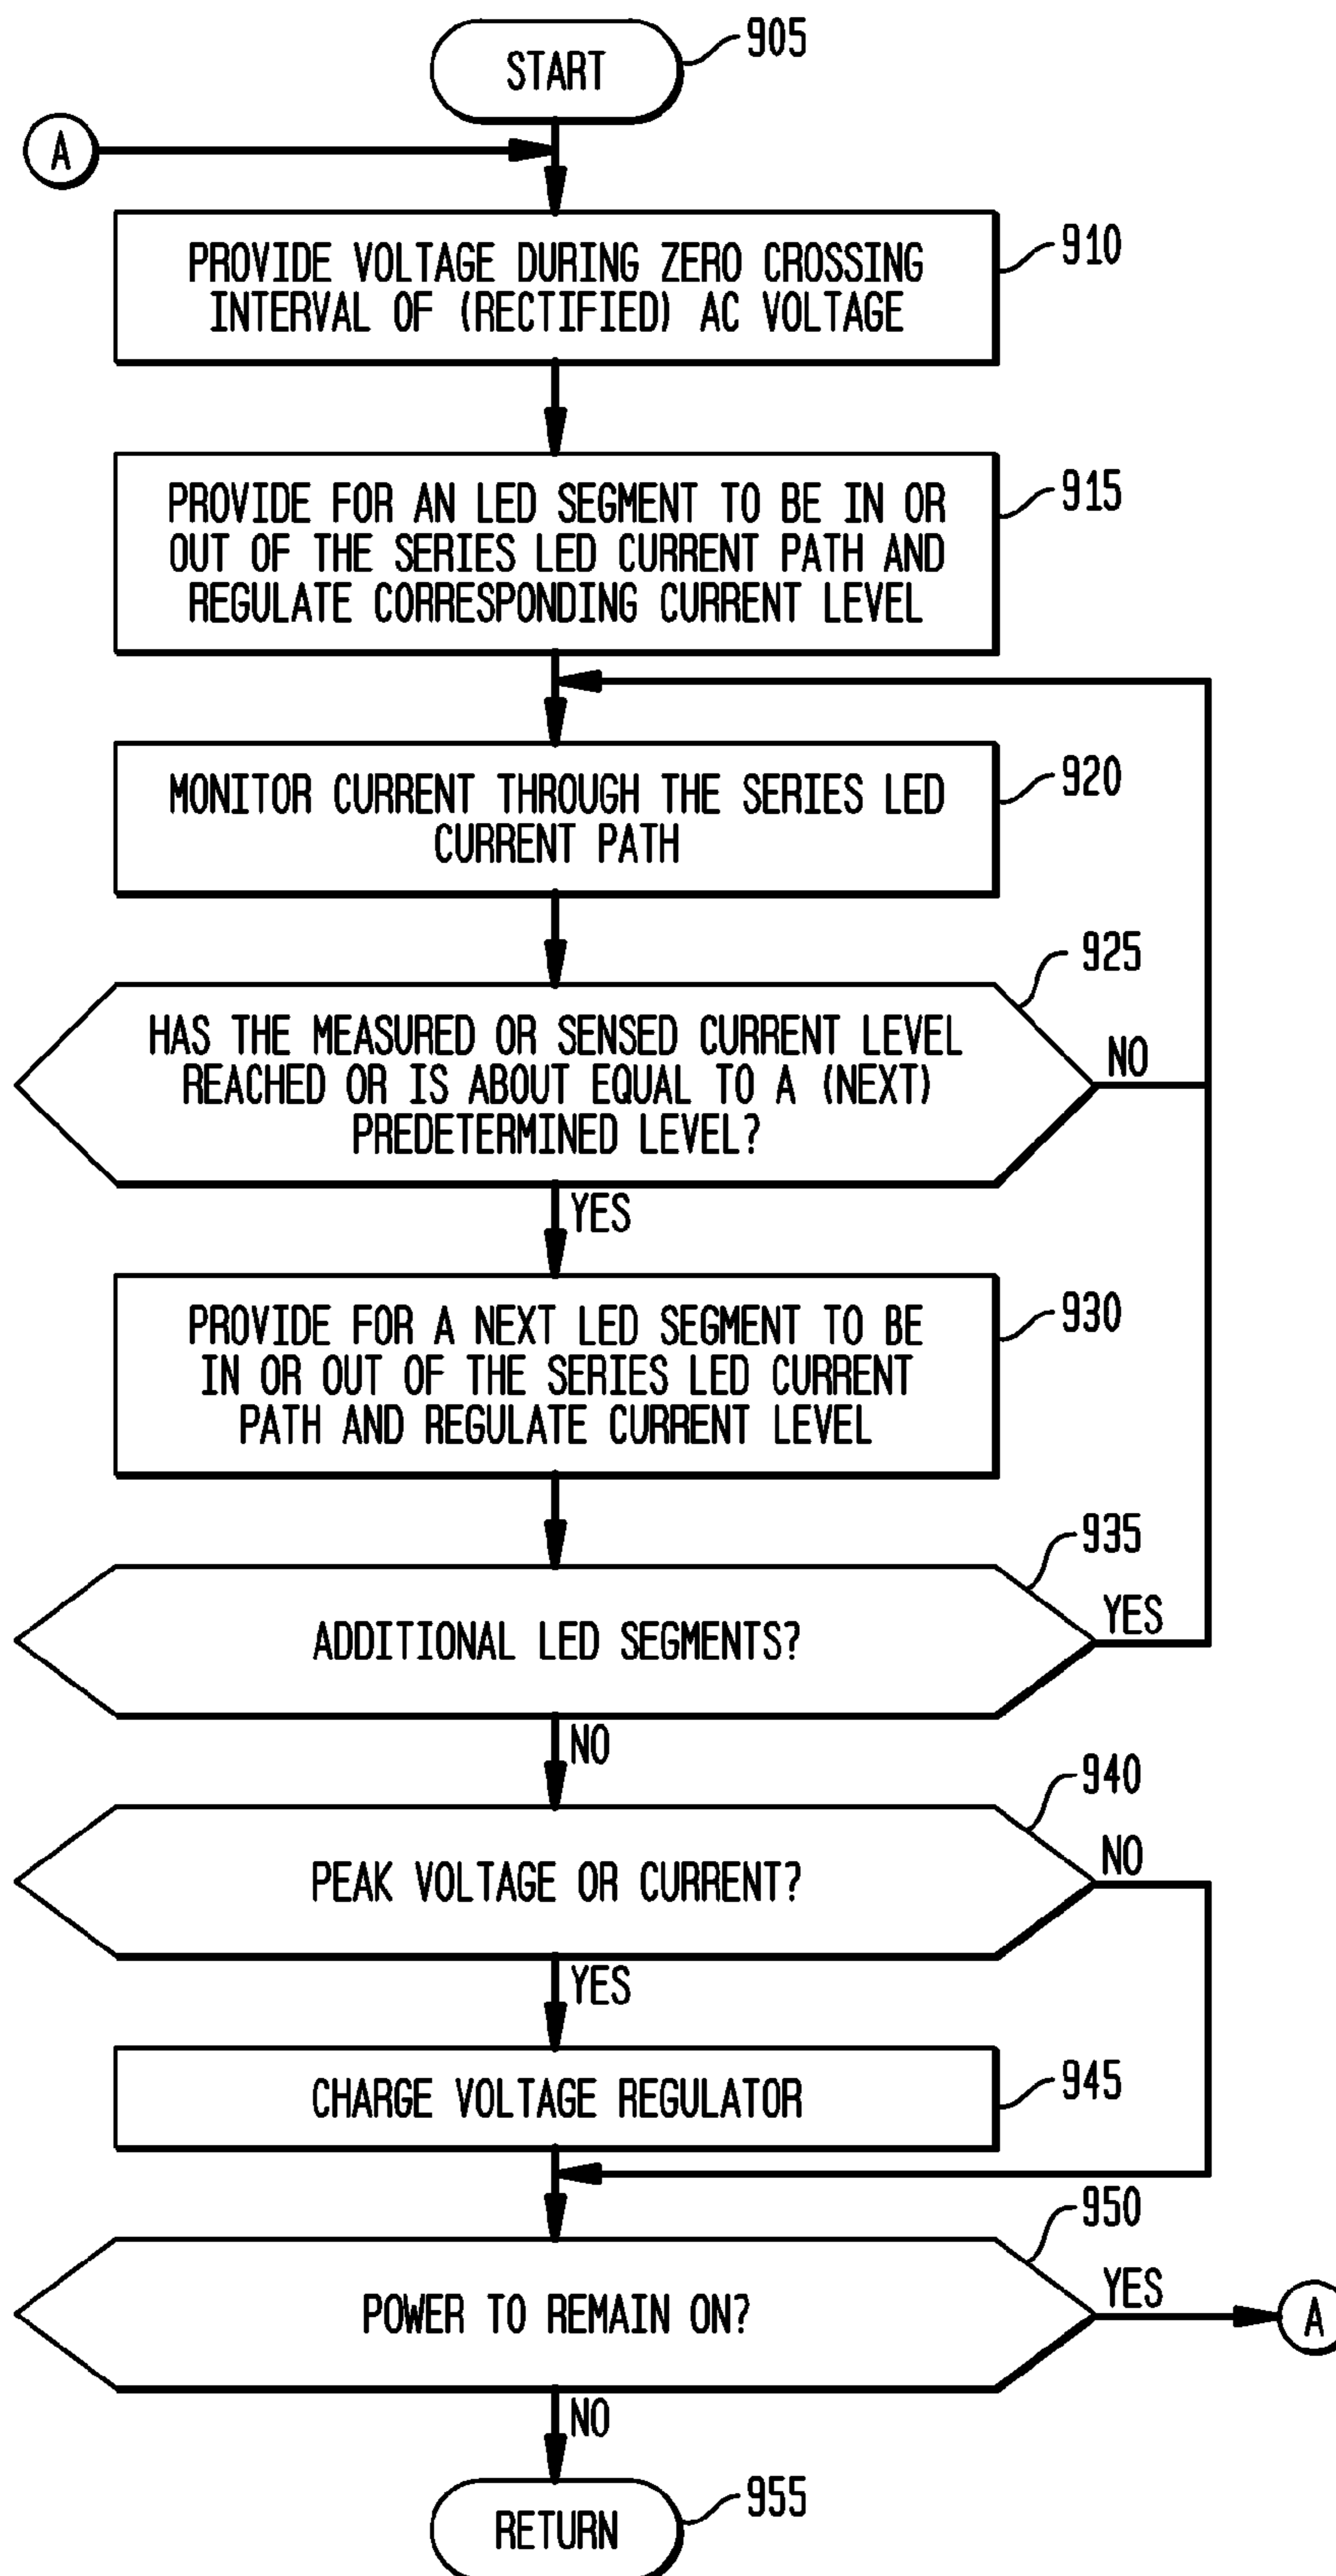 START
905
A
PROVIDE VOLTAGE DURING ZERO CROSSING
INTERVAL OF (RECTIFIED) AC VOLTAGE
910
PROVIDE FOR AN LED SEGMENT TO BE IN OR
OUT OF THE SERIES LED CURRENT PATH AND
REGULATE CORRESPONDING CURRENT LEVEL
915
MONITOR CURRENT THROUGH THE SERIES LED
CURRENT PATH
920
HAS THE MEASURED OR SENSED CURRENT LEVEL
REACHED OR IS ABOUT EQUAL TO A (NEXT)
PREDETERMINED LEVEL?
925
NO
YES
PROVIDE FOR A NEXT LED SEGMENT TO BE
IN OR OUT OF THE SERIES LED CURRENT
PATH AND REGULATE CURRENT LEVEL
930
ADDITIONAL LED SEGMENTS?
935
YES
NO
PEAK VOLTAGE OR CURRENT?
940
NO
YES
CHARGE VOLTAGE REGULATOR
945
POWER TO REMAIN ON?
950
YES
A
NO
RETURN
955